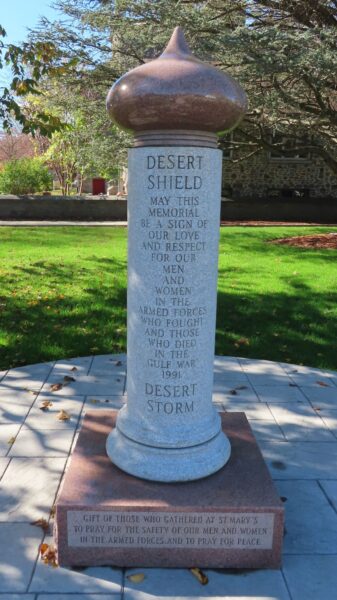 DESERT
SHIELD
MAY THIS
MEMORIAL
BE A SIGN OF
OUR LOVE
AND RESPECT
FOR OUR
MEN
AND
WOMEN
IN THE
ARMED FORCES
WHO FOUGHT
AND THOSE
WHO DIED
IN THE
"GULF WAR"
1991
DESERT
STORM
GIFT OF THOSE WHO GATHERED AT ST. MARY'S
TO PRAY FOR THE SAFETY OF OUR MEN AND WOMEN
IN THE ARMED FORCES AND TO PRAY FOR PEACE